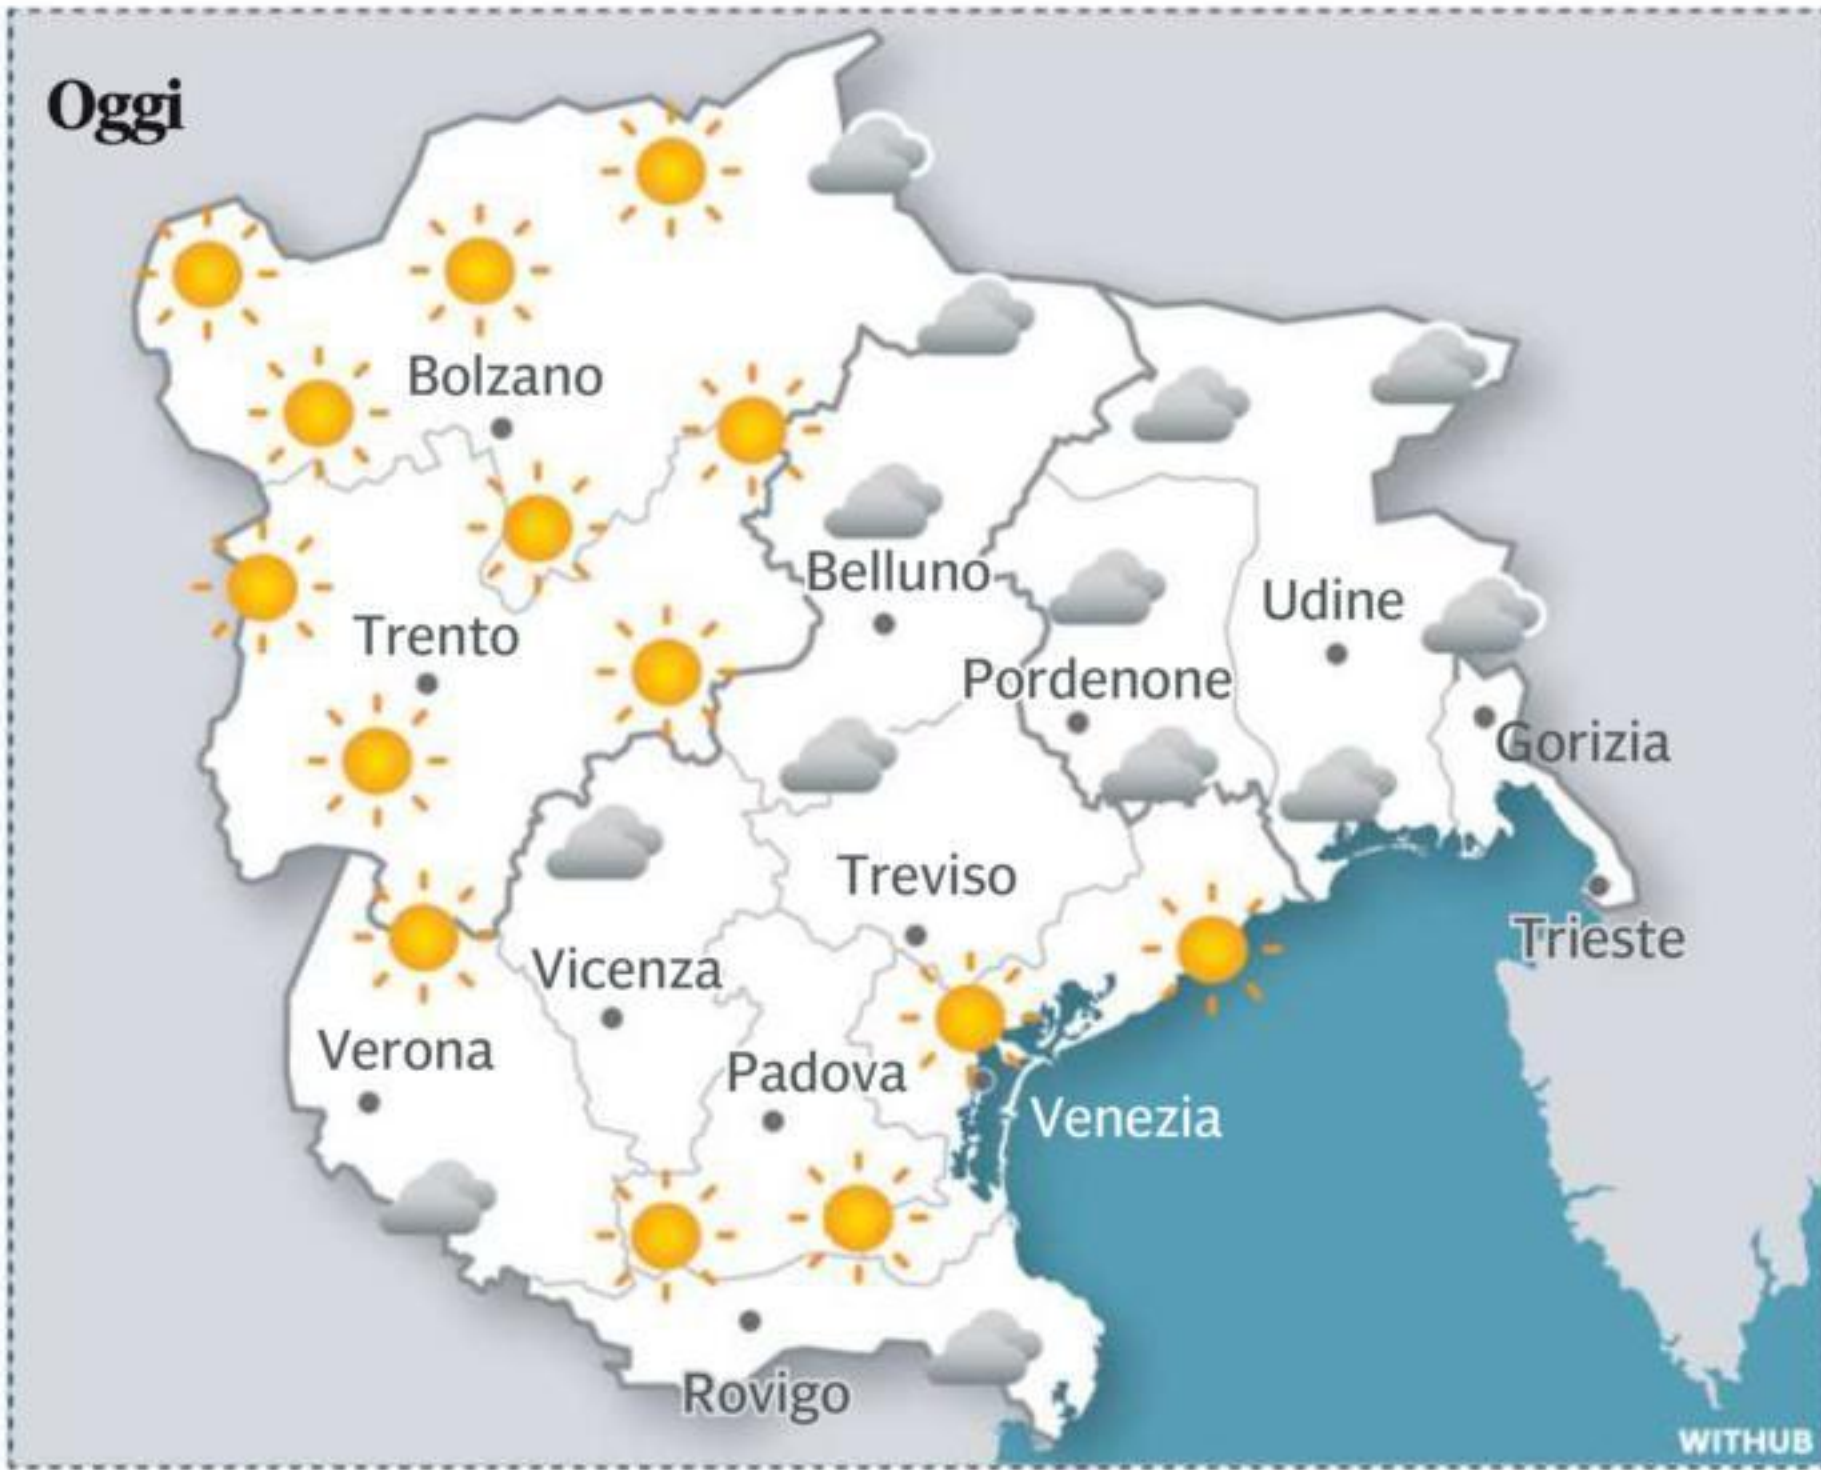 Oggi
Bolzano
Belluno
Udine
Trento
Pordenone
Gorizia
Treviso
Trieste
Vicenza
Verona
Padova
Venezia
Rovigo
WITHUB